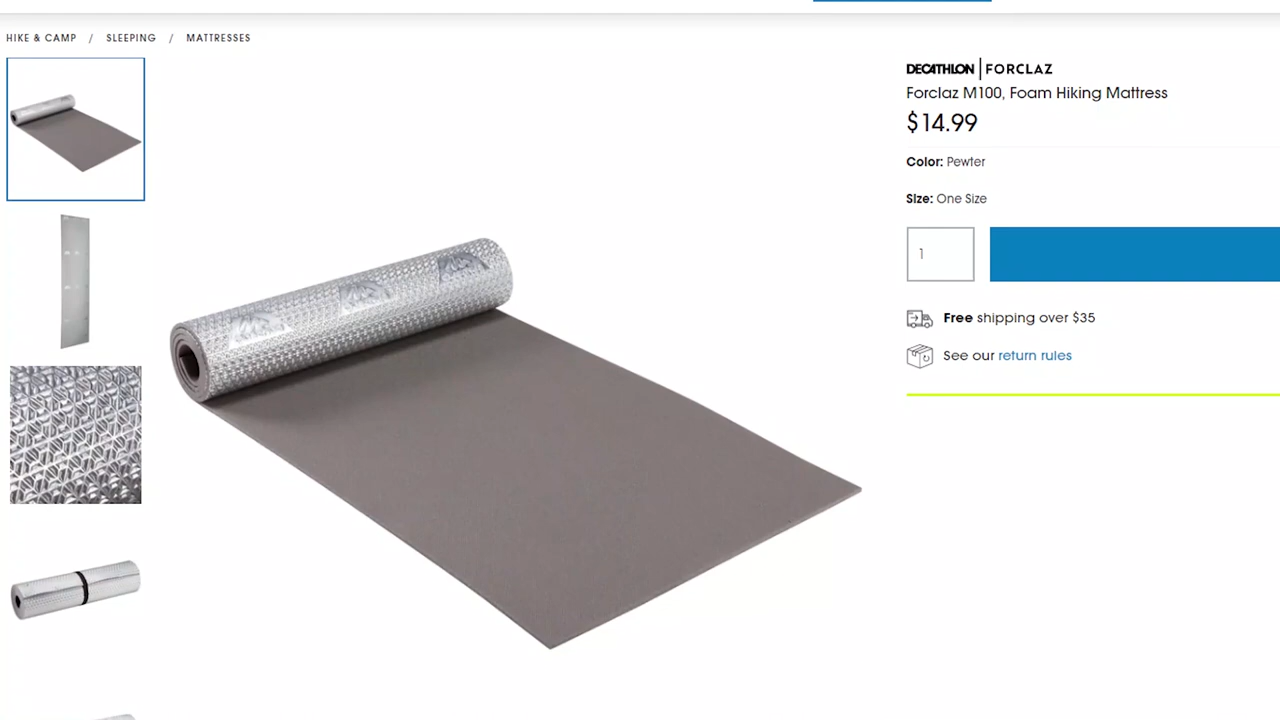 HIKE & CAMP / SLEEPING / MATTRESSES
DECATHLON | FORCLAZ
Forclaz M100, Foam Hiking Mattress
$14.99
Color: Pewter
Size: One Size
1
Free shipping over $35
See our return rules